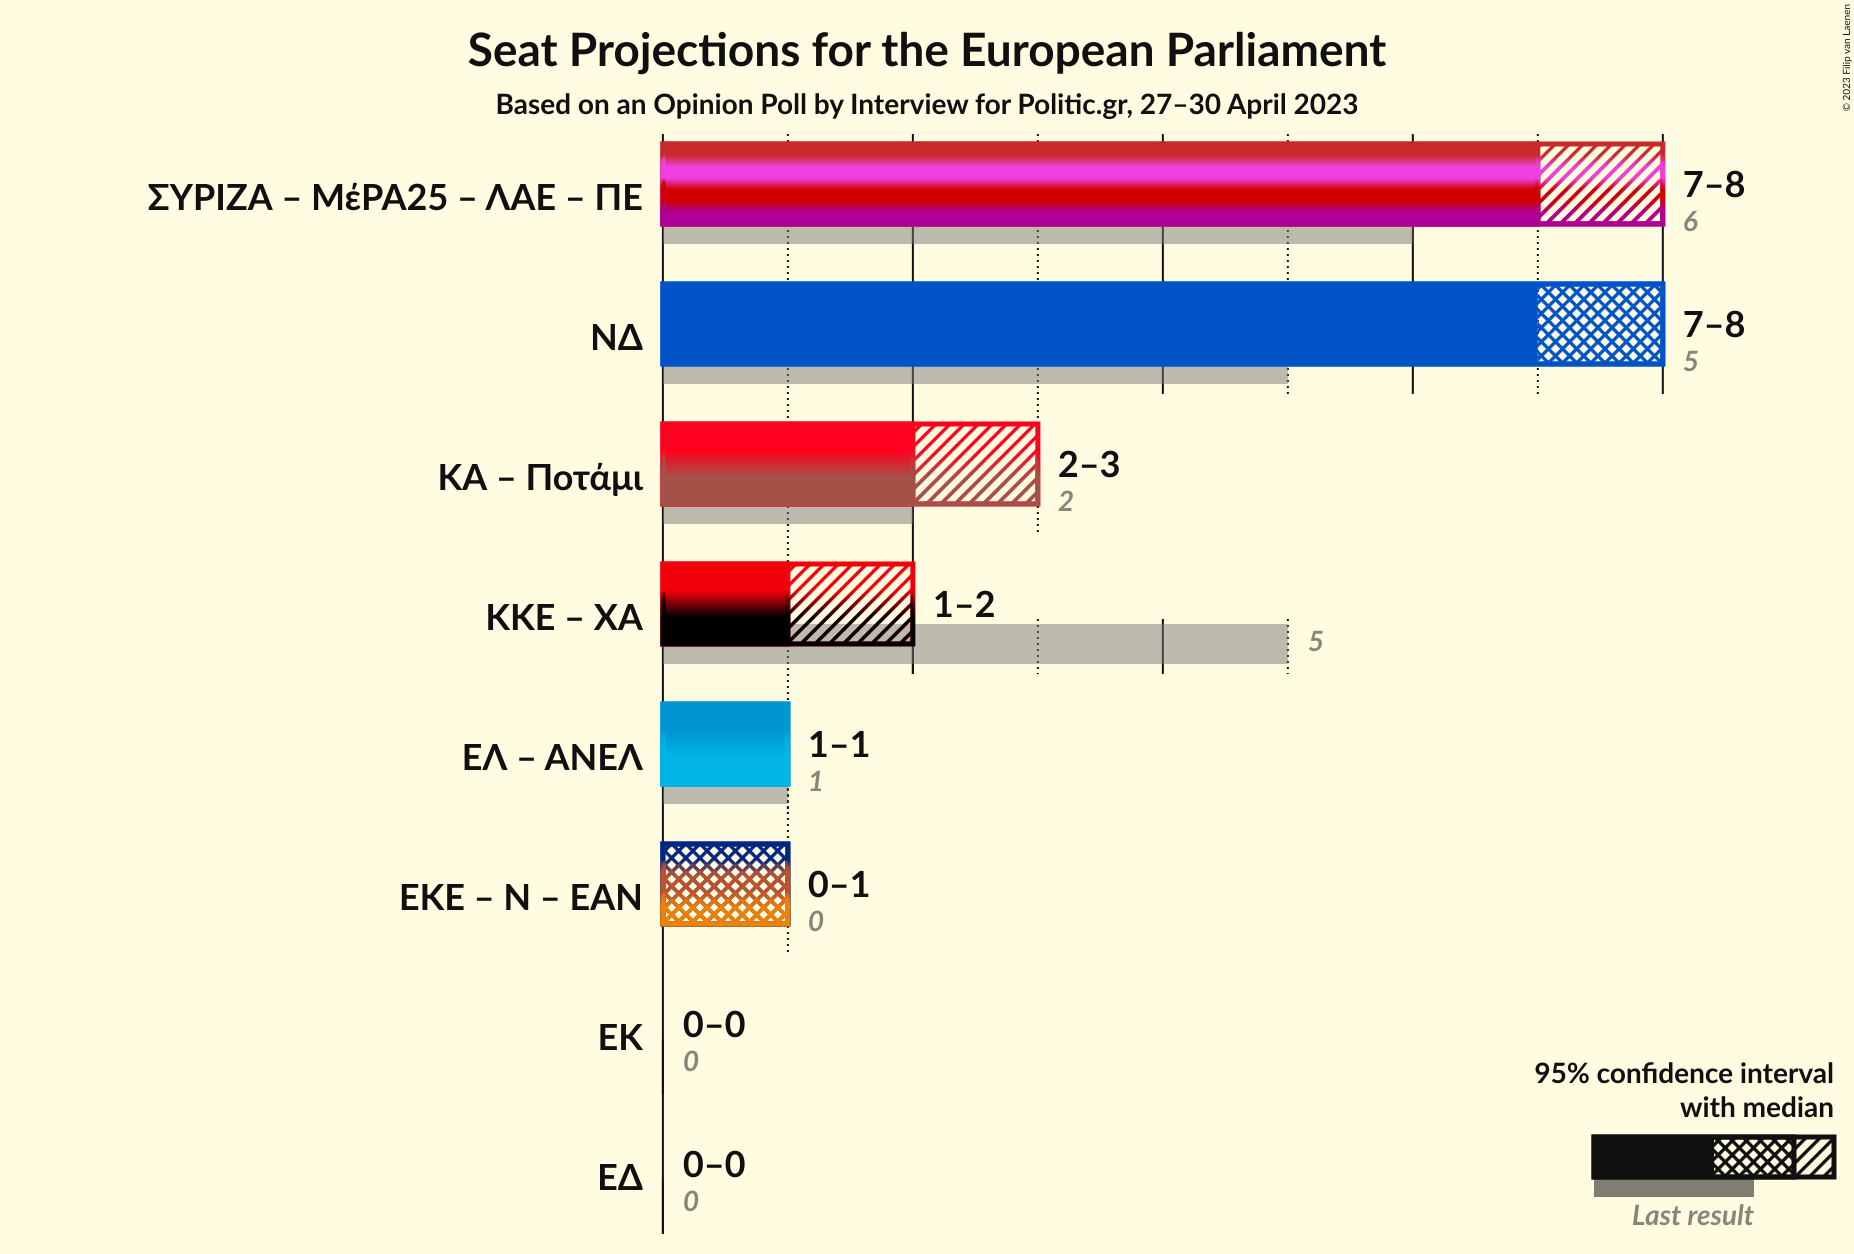 Seat Projections for the European Parliament
Based on an Opinion Poll by Interview for Politic.gr, 27–30 April 2023
© 2023 Filip van Laenen
ΣΥΡΙΖΑ – ΜέΡΑ25 – ΛΑΕ – ΠΕ
7–8
6
ΝΔ
7–8
5
ΚΑ – Ποτάμι
2–3
2
ΚΚΕ – ΧΑ
1–2
5
ΕΛ – ΑΝΕΛ
1–1
1
ΕΚΕ – Ν – ΕΑΝ
0–1
0
ΕΚ
0–0
0
ΕΔ
0–0
0
95% confidence interval
with median
Last result